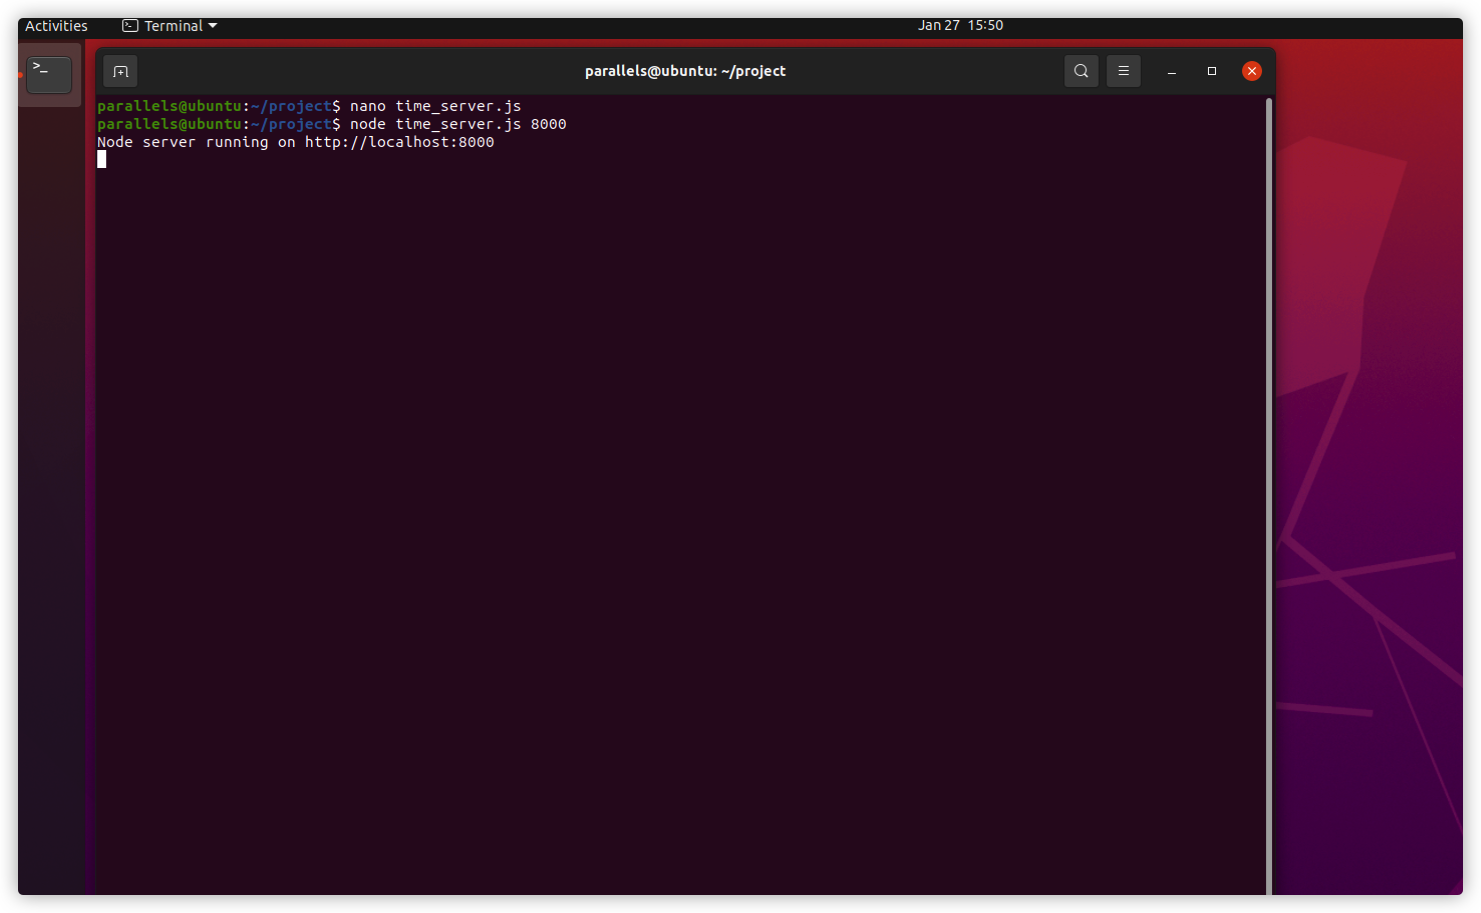 Activities Terminal Jan 27 15:50
parallels@ubuntu: ~/project
parallels@ubuntu:~/project$ nano time_server.js
parallels@ubuntu:~/project$ node time_server.js 8000
Node server running on http://localhost:8000